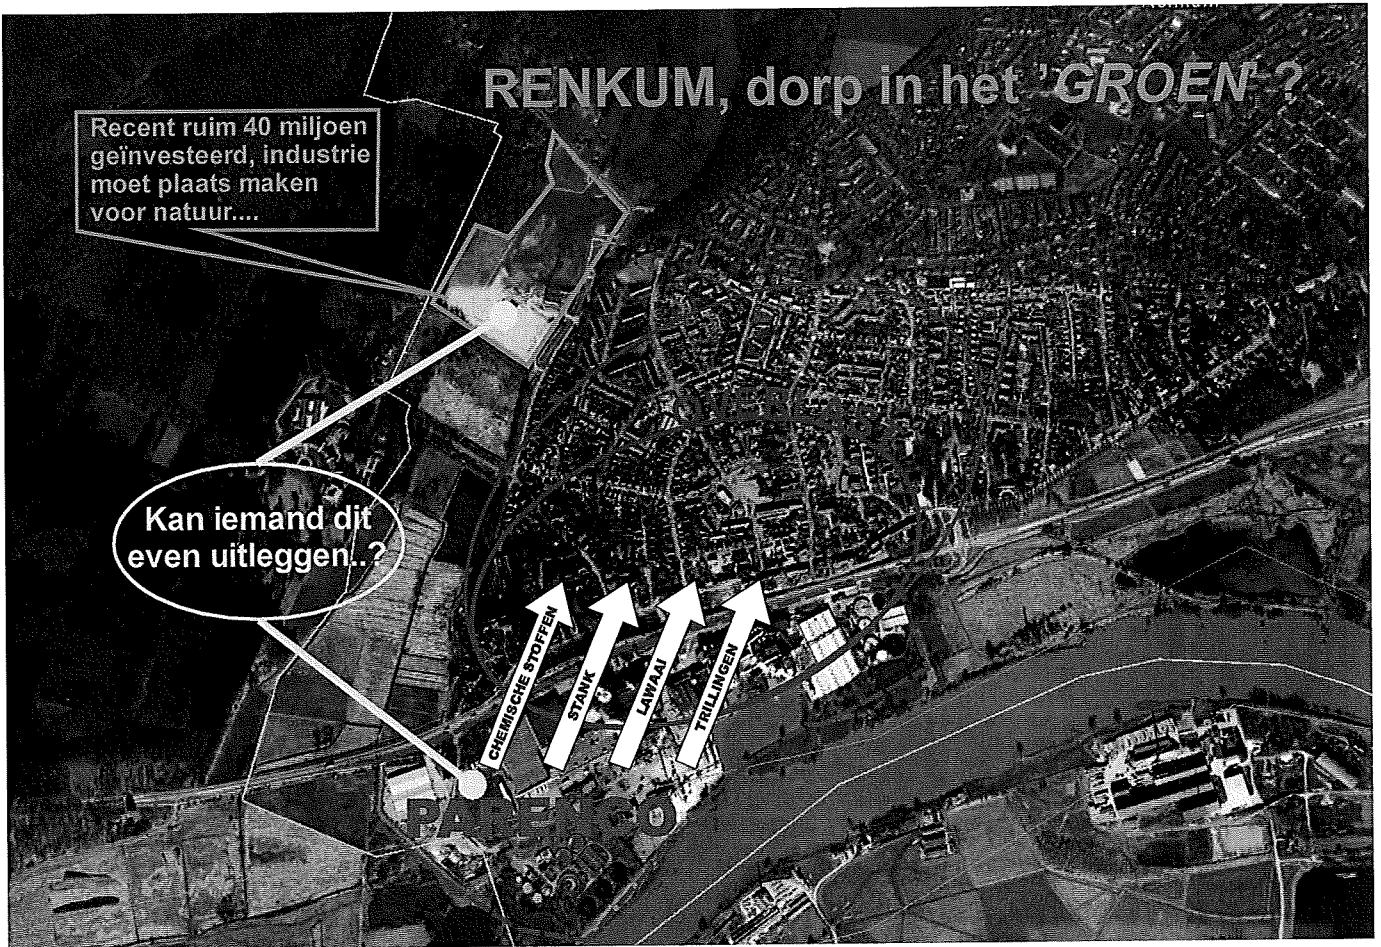 RENKUM, dorp in het 'GROEN' ?
Recent ruim 40 miljoen
geïnvesteerd, industrie
moet plaats maken
voor natuur....
Kan iemand dit
even uitleggen..?
CHEMISCHE STOFFEN
STANK
LAWAAI
TRILLINGEN